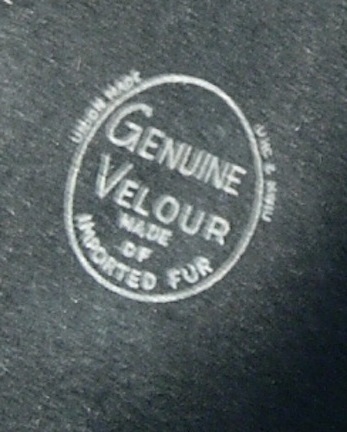 UNION MADE
GENUINE
VELOUR
MADE
OF
IMPORTED FUR